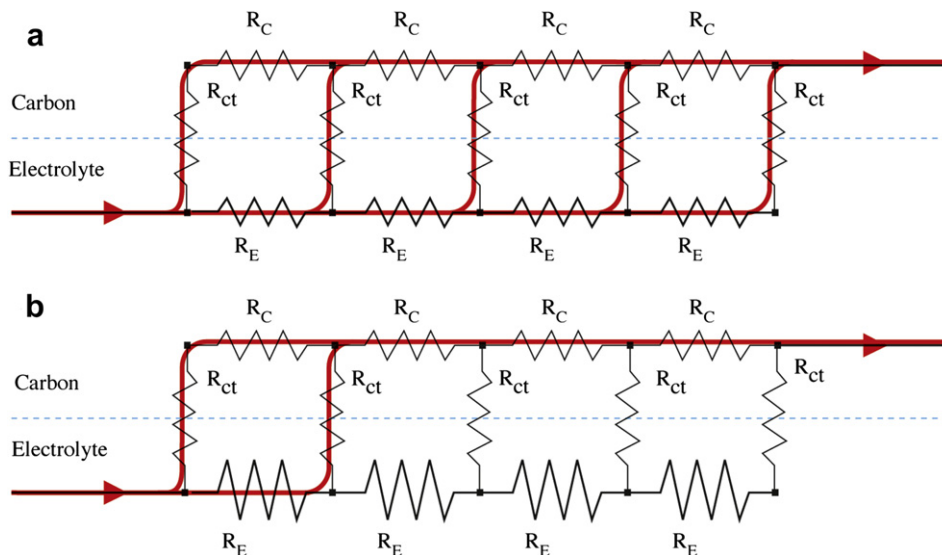 a
R_C R_C R_C R_C
R_ct R_ct R_ct R_ct R_ct
Carbon
Electrolyte
R_E R_E R_E R_E
b
R_C R_C R_C R_C
R_ct R_ct R_ct R_ct R_ct
Carbon
Electrolyte
R_E R_E R_E R_E